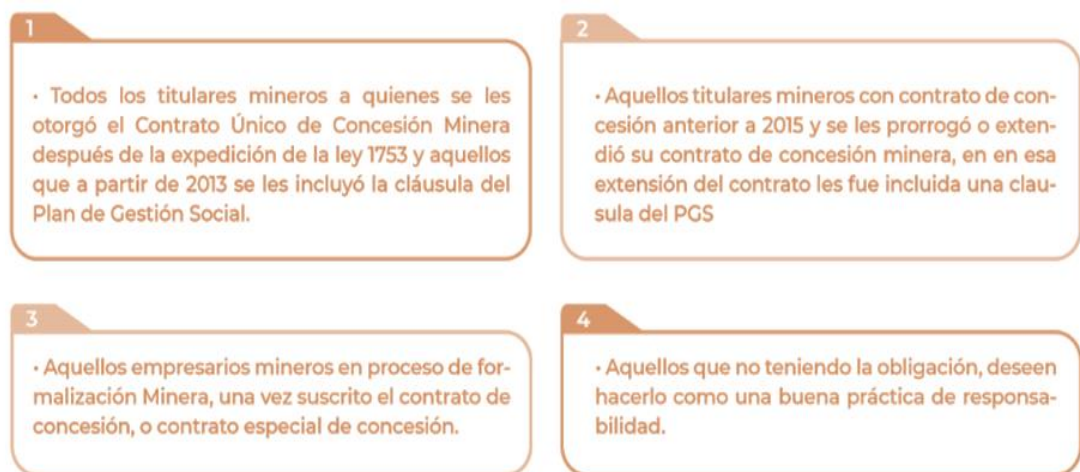 1
· Todos los titulares mineros a quienes se les
otorgó el Contrato Único de Concesión Minera
después de la expedición de la ley 1753 y aquellos
que a partir de 2013 se les incluyó la cláusula del
Plan de Gestión Social.
2
· Aquellos titulares mineros con contrato de con-
cesión anterior a 2015 y se les prorrogó o exten-
dió su contrato de concesión minera, en en esa
extensión del contrato les fue incluida una clau-
sula del PGS
3
· Aquellos empresarios mineros en proceso de for-
malización Minera, una vez suscrito el contrato de
concesión, o contrato especial de concesión.
4
· Aquellos que no teniendo la obligación, deseen
hacerlo como una buena práctica de responsa-
bilidad.